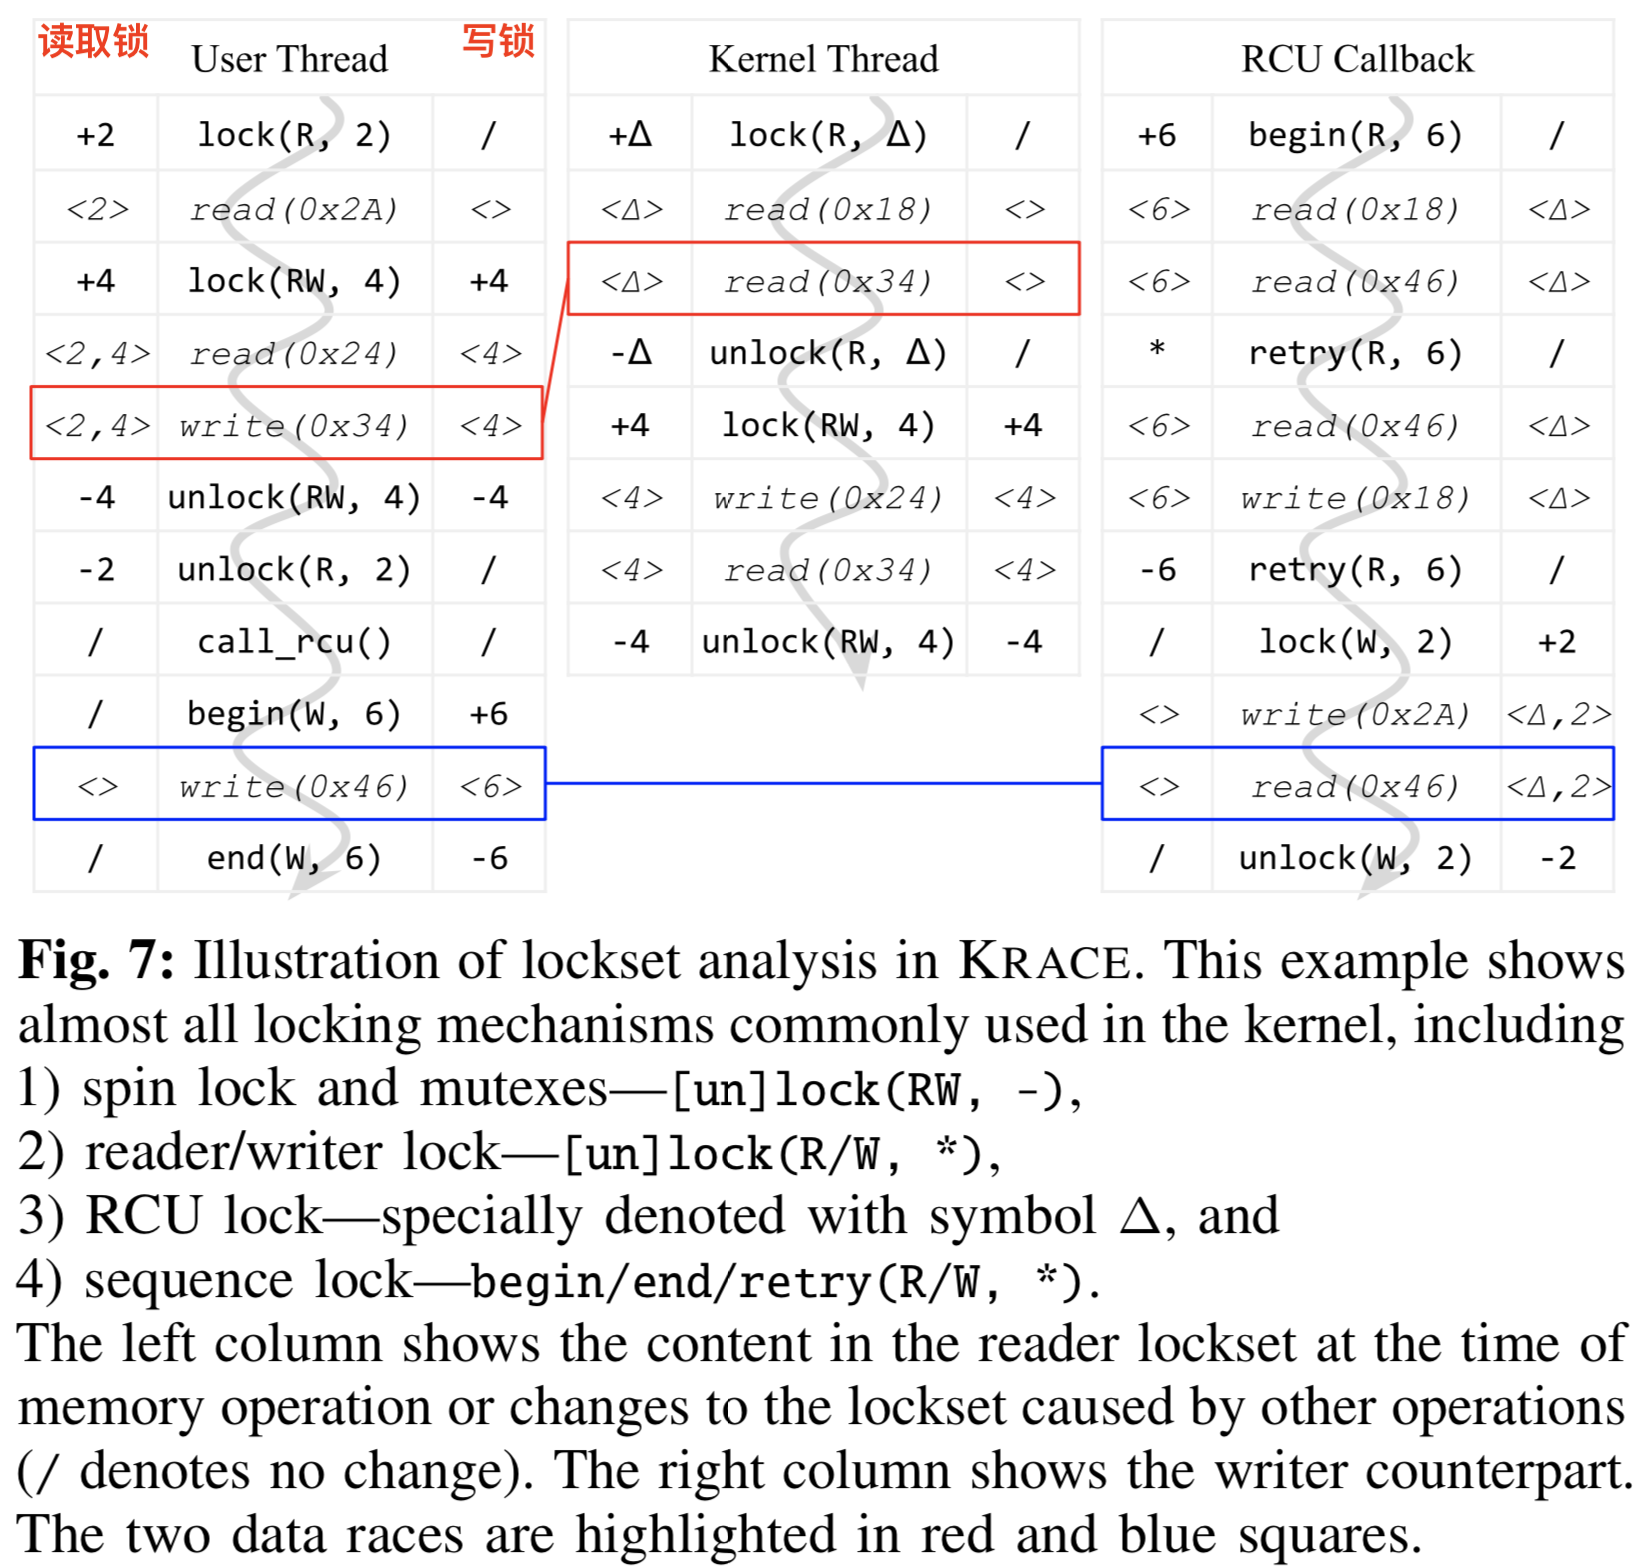 读取锁 User Thread 写锁 Kernel Thread RCU Callback
+2 lock(R, 2) / +Δ lock(R, Δ) / +6 begin(R, 6) /
<2> read(0x2A) <> <Δ> read(0x18) <> <6> read(0x18) <Δ>
+4 lock(RW, 4) +4 <Δ> read(0x34) <> <6> read(0x46) <Δ>
<2,4> read(0x24) <4> -Δ unlock(R, Δ) / * retry(R, 6) /
<2,4> write(0x34) <4> +4 lock(RW, 4) +4 <6> read(0x46) <Δ>
-4 unlock(RW, 4) -4 <4> write(0x24) <4> <6> write(0x18) <Δ>
-2 unlock(R, 2) / <4> read(0x34) <4> -6 retry(R, 6) /
/ call_rcu() / -4 unlock(RW, 4) -4 / lock(W, 2) +2
/ begin(W, 6) +6 <> write(0x2A) <Δ,2>
<> write(0x46) <6> <> read(0x46) <Δ,2>
/ end(W, 6) -6 / unlock(W, 2) -2
Fig. 7: Illustration of lockset analysis in KRACE. This example shows
almost all locking mechanisms commonly used in the kernel, including
1) spin lock and mutexes—[un]lock(RW, -),
2) reader/writer lock—[un]lock(R/W, *),
3) RCU lock—specially denoted with symbol Δ, and
4) sequence lock—begin/end/retry(R/W, *).
The left column shows the content in the reader lockset at the time of
memory operation or changes to the lockset caused by other operations
(/ denotes no change). The right column shows the writer counterpart.
The two data races are highlighted in red and blue squares.